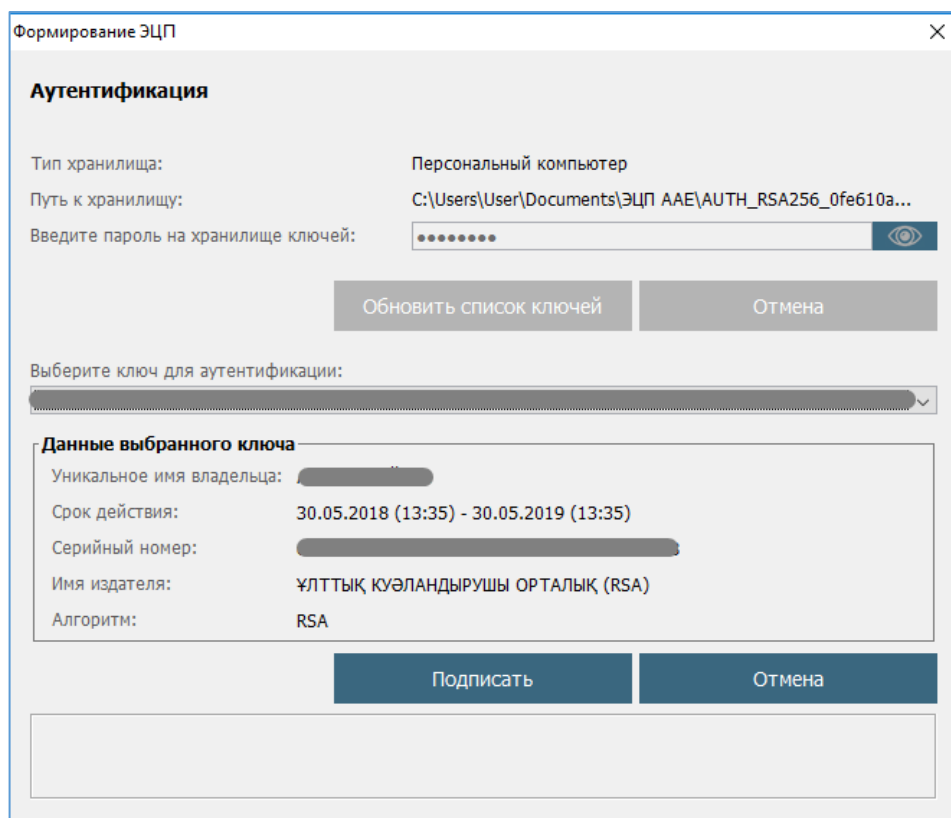 Формирование ЭЦП
Аутентификация
Тип хранилища: Персональный компьютер
Путь к хранилищу: C:\Users\User\Documents\ЭЦП ААЕ\AUTH_RSA256_0fe610a...
Введите пароль на хранилище ключей: ●●●●●●●●
Обновить список ключей Отмена
Выберите ключ для аутентификации:
Данные выбранного ключа
Уникальное имя владельца:
Срок действия: 30.05.2018 (13:35) - 30.05.2019 (13:35)
Серийный номер:
Имя издателя: ҰЛТТЫҚ КУӘЛАНДЫРУШЫ ОРТАЛЫҚ (RSA)
Алгоритм: RSA
Подписать Отмена